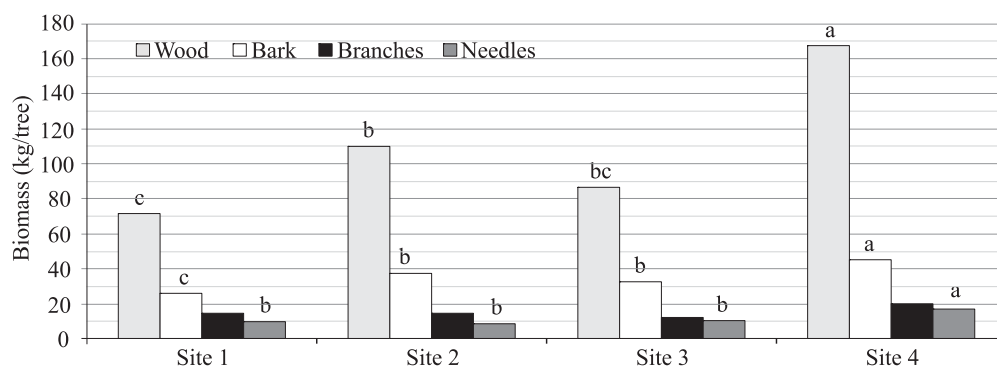 180
160
140
120
100
80
60
40
20
0
Biomass (kg/tree)
Wood Bark Branches Needles
c
c
b
b
b
b
bc
b
b
a
a
a
Site 1 Site 2 Site 3 Site 4